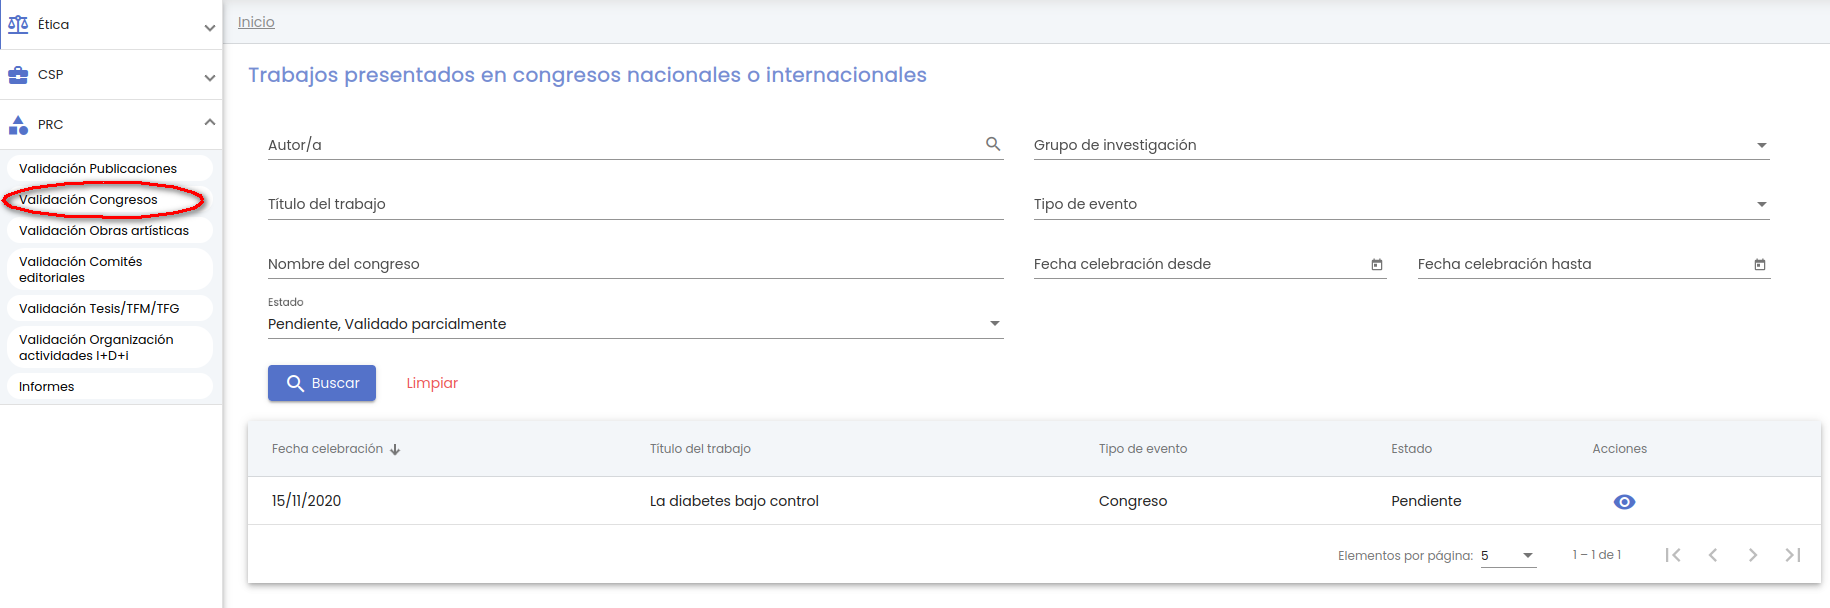 Ética
CSP
PRC
Validación Publicaciones
Validación Congresos
Validación Obras artísticas
Validación Comités
editoriales
Validación Tesis/TFM/TFG
Validación Organización
actividades I+D+i
Informes
Inicio
Trabajos presentados en congresos nacionales o internacionales
Autor/a
Grupo de investigación
Título del trabajo
Tipo de evento
Nombre del congreso
Fecha celebración desde
Fecha celebración hasta
Estado
Pendiente, Validado parcialmente
Buscar
Limpiar
Fecha celebración Título del trabajo Tipo de evento Estado Acciones
15/11/2020 La diabetes bajo control Congreso Pendiente
Elementos por página: 5 1 – 1 de 1